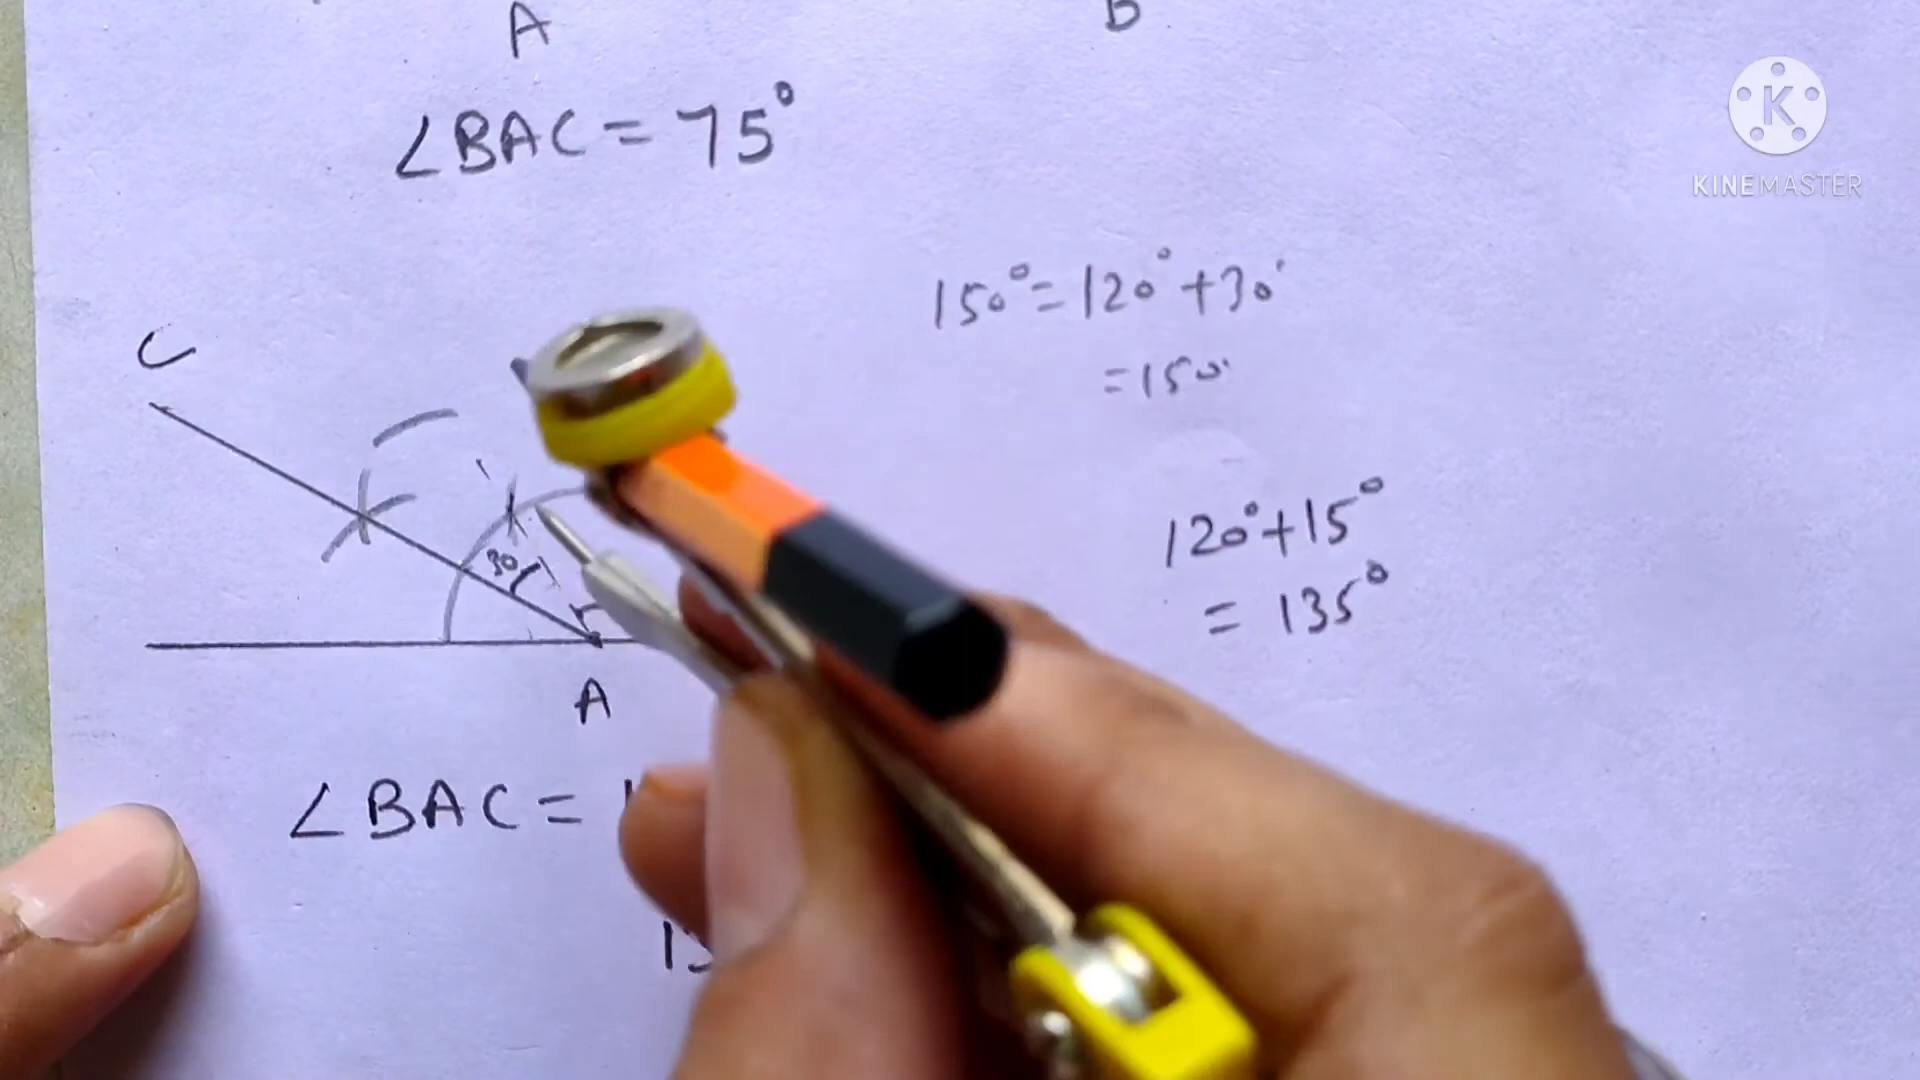 A B
∠BAC = 75°
K
KINEMASTER
150° = 120° + 30°
= 150°
C
120° + 15°
= 135°
30
A
∠BAC =